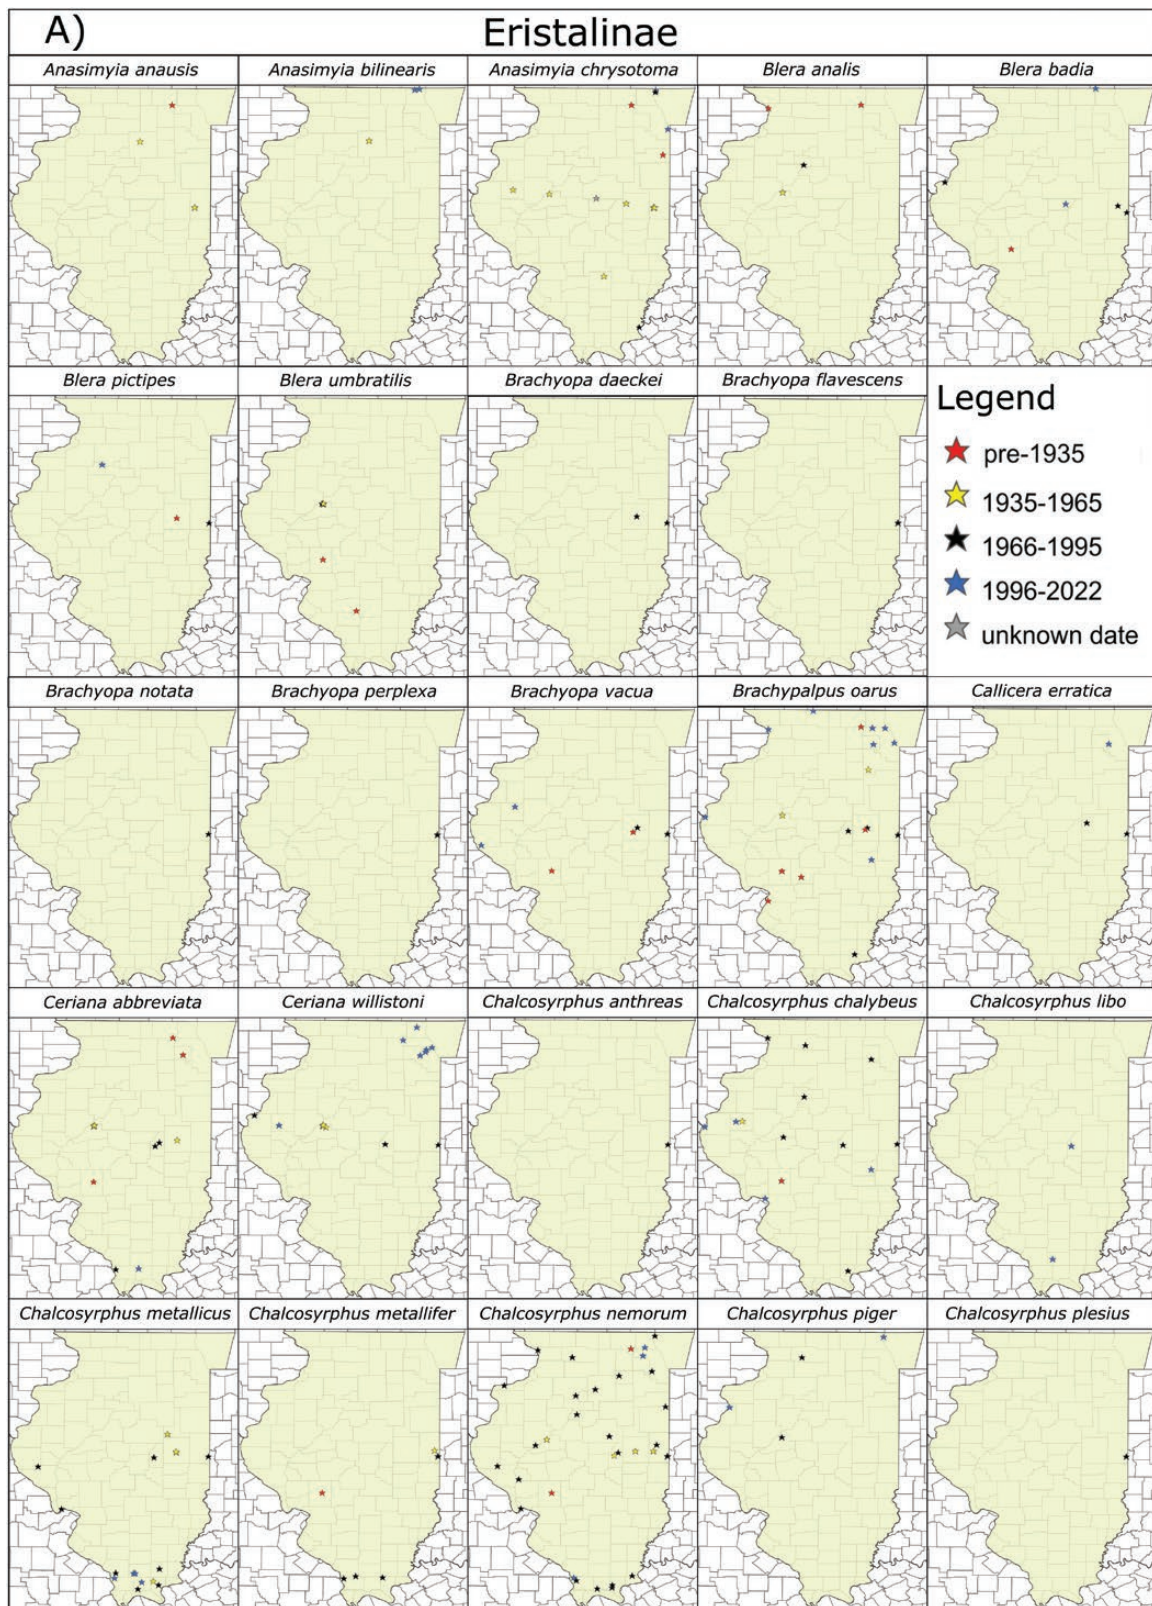 A)
Eristalinae
Anasimyia anausis
Anasimyia bilinearis
Anasimyia chrysotoma
Blera analis
Blera badia
Blera pictipes
Blera umbratilis
Brachyopa daeckei
Brachyopa flavescens
Legend
pre-1935
1935-1965
1966-1995
1996-2022
unknown date
Brachyopa notata
Brachyopa perplexa
Brachyopa vacua
Brachypalpus oarus
Callicera erratica
Ceriana abbreviata
Ceriana willistoni
Chalcosyrphus anthreas
Chalcosyrphus chalybeus
Chalcosyrphus libo
Chalcosyrphus metallicus
Chalcosyrphus metallifer
Chalcosyrphus nemorum
Chalcosyrphus piger
Chalcosyrphus plesius